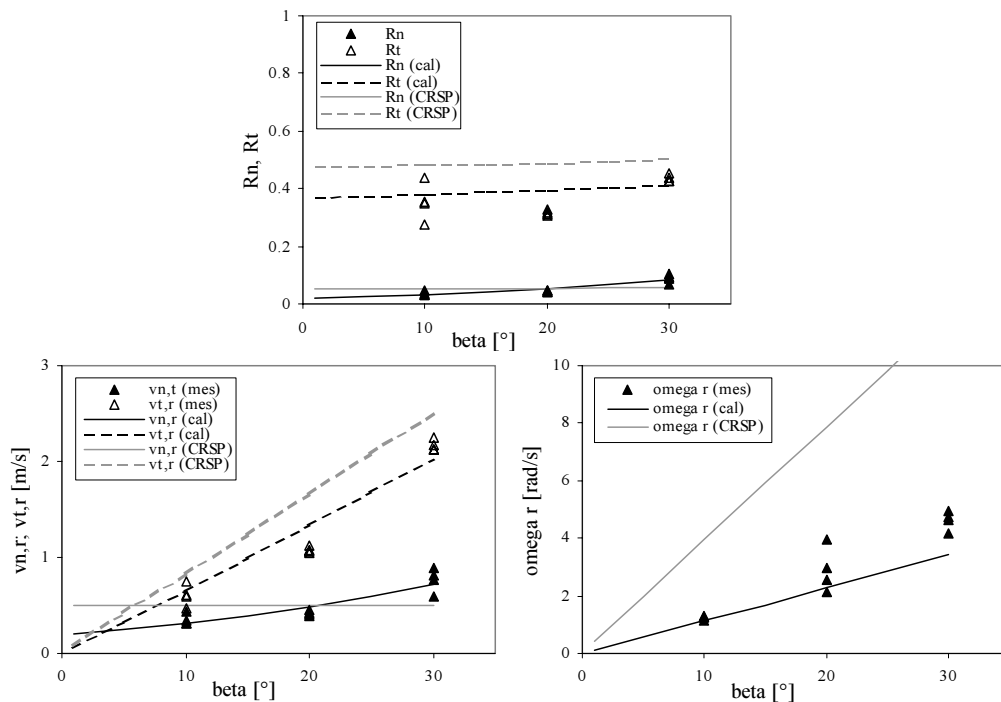 1
0.8
0.6
0.4
0.2
0
Rn, Rt
Rn
Rt
Rn (cal)
Rt (cal)
Rn (CRSP)
Rt (CRSP)
0 10 20 30
beta [°]
3
2
1
0
vn,r; vt,r [m/s]
vn,t (mes)
vt,r (mes)
vn,r (cal)
vt,r (cal)
vn,r (CRSP)
vt,r (CRSP)
0 10 20 30
beta [°]
10
8
6
4
2
0
omega r [rad/s]
omega r (mes)
omega r (cal)
omega r (CRSP)
0 10 20 30
beta [°]